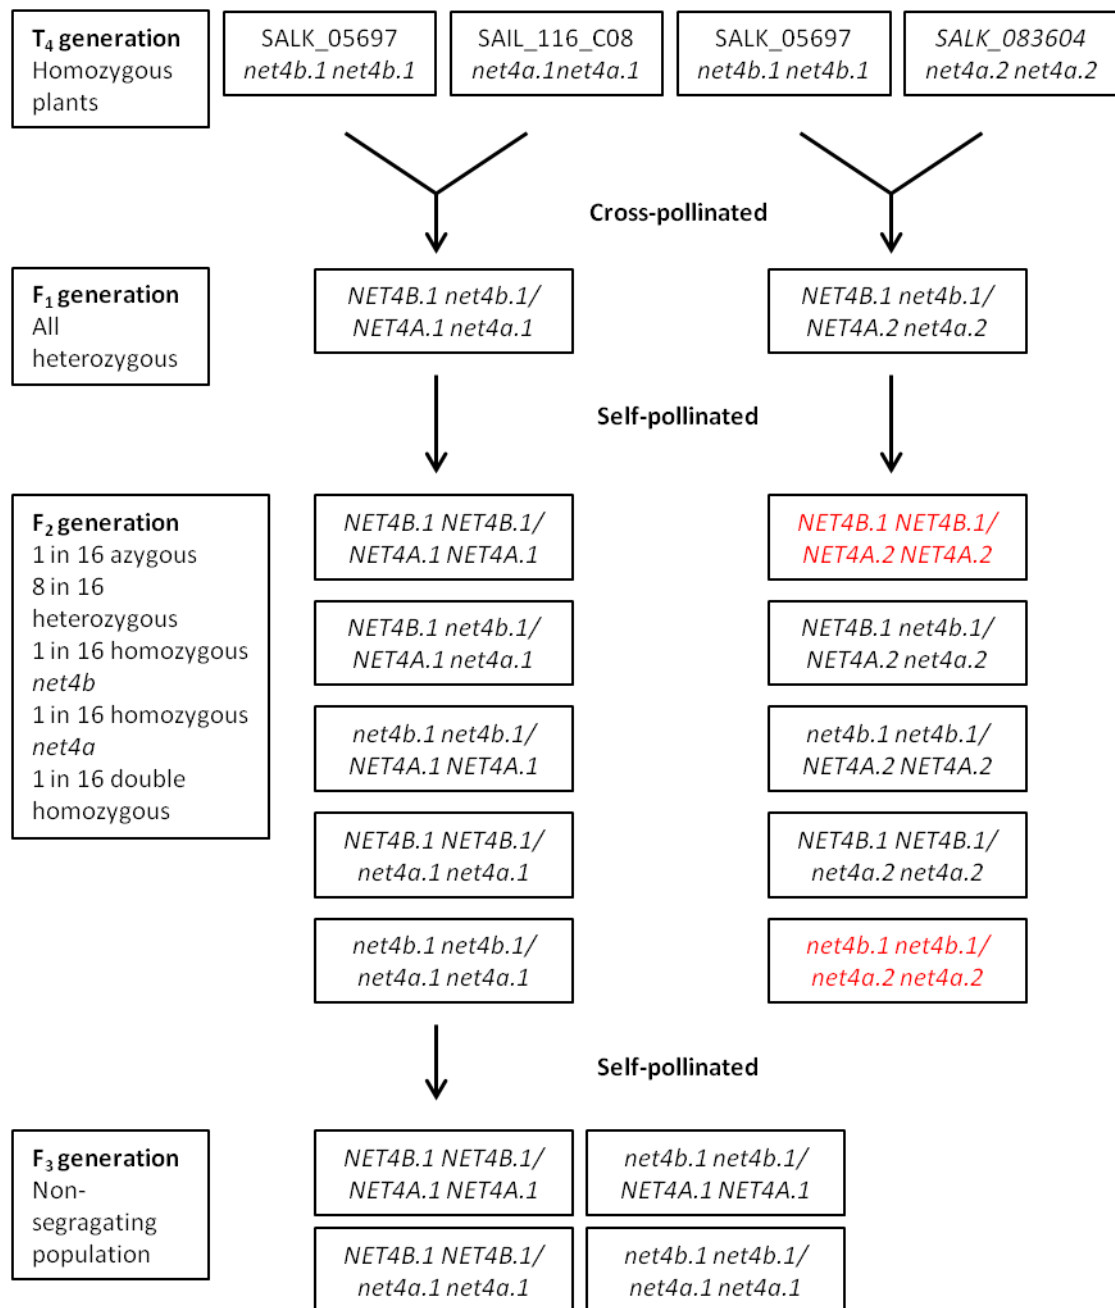 T4 generation
Homozygous
plants
SALK_05697
net4b.1 net4b.1
SAIL_116_C08
net4a.1net4a.1
SALK_05697
net4b.1 net4b.1
SALK_083604
net4a.2 net4a.2
Cross-pollinated
F1 generation
All
heterozygous
NET4B.1 net4b.1/
NET4A.1 net4a.1
NET4B.1 net4b.1/
NET4A.2 net4a.2
Self-pollinated
F2 generation
1 in 16 azygous
8 in 16
heterozygous
1 in 16 homozygous
net4b
1 in 16 homozygous
net4a
1 in 16 double
homozygous
NET4B.1 NET4B.1/
NET4A.1 NET4A.1
NET4B.1 NET4B.1/
NET4A.2 NET4A.2
NET4B.1 net4b.1/
NET4A.1 net4a.1
NET4B.1 net4b.1/
NET4A.2 net4a.2
net4b.1 net4b.1/
NET4A.1 NET4A.1
net4b.1 net4b.1/
NET4A.2 NET4A.2
NET4B.1 NET4B.1/
net4a.1 net4a.1
NET4B.1 NET4B.1/
net4a.2 net4a.2
net4b.1 net4b.1/
net4a.1 net4a.1
net4b.1 net4b.1/
net4a.2 net4a.2
Self-pollinated
F3 generation
Non-
segragating
population
NET4B.1 NET4B.1/
NET4A.1 NET4A.1
net4b.1 net4b.1/
NET4A.1 NET4A.1
NET4B.1 NET4B.1/
net4a.1 net4a.1
net4b.1 net4b.1/
net4a.1 net4a.1